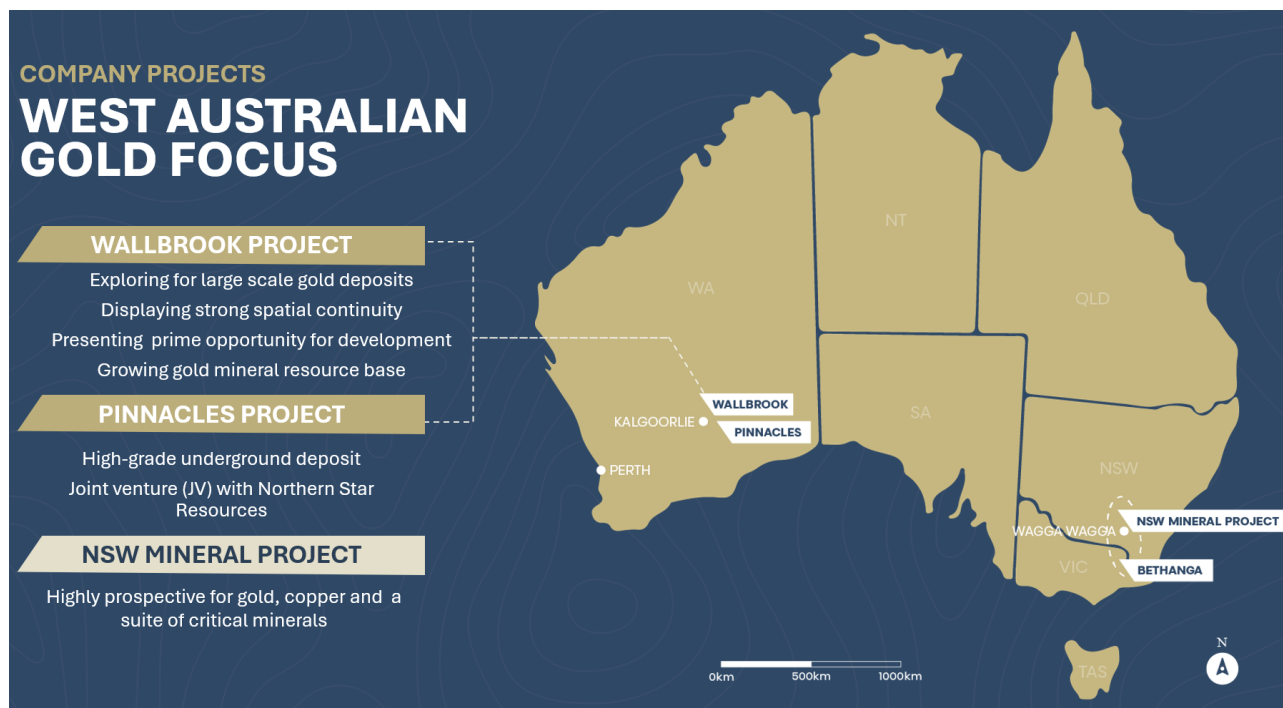 COMPANY PROJECTS
WEST AUSTRALIAN
GOLD FOCUS
WALLBROOK PROJECT
Exploring for large scale gold deposits
Displaying strong spatial continuity
Presenting  prime opportunity for development
Growing gold mineral resource base
PINNACLES PROJECT
High-grade underground deposit
Joint venture (JV) with Northern Star
Resources
NSW MINERAL PROJECT
Highly prospective for gold, copper and  a
suite of critical minerals
NT
WA
QLD
WALLBROOK
SA
KALGOORLIE
PINNACLES
PERTH
NSW
NSW MINERAL PROJECT
WAGGA WAGGA
VIC
BETHANGA
N
TAS
0km
500km
1000km